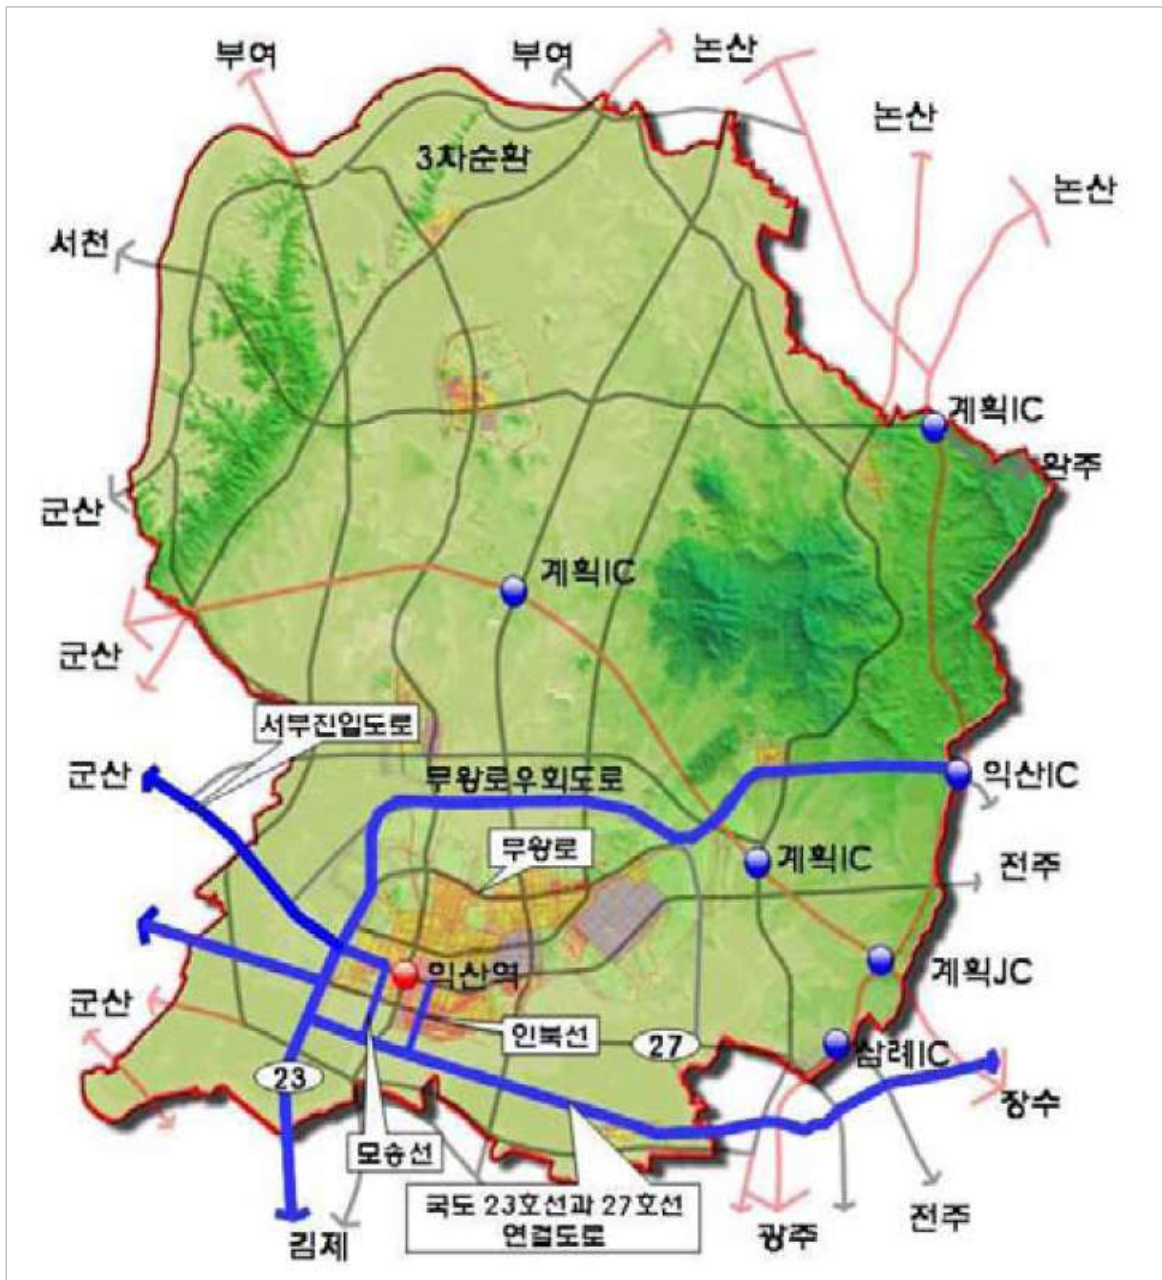 부여
부여
논산
논산
논산
3차순환
서천
계획IC
완주
군산
계획IC
군산
서부진입도로
군산
무왕로우회도로
익산IC
무왕로
계획IC
전주
익산역
계획JC
군산
인북선
27
삼례IC
23
장수
모송선
국도 23호선과 27호선
연결도로
전주
광주
김제